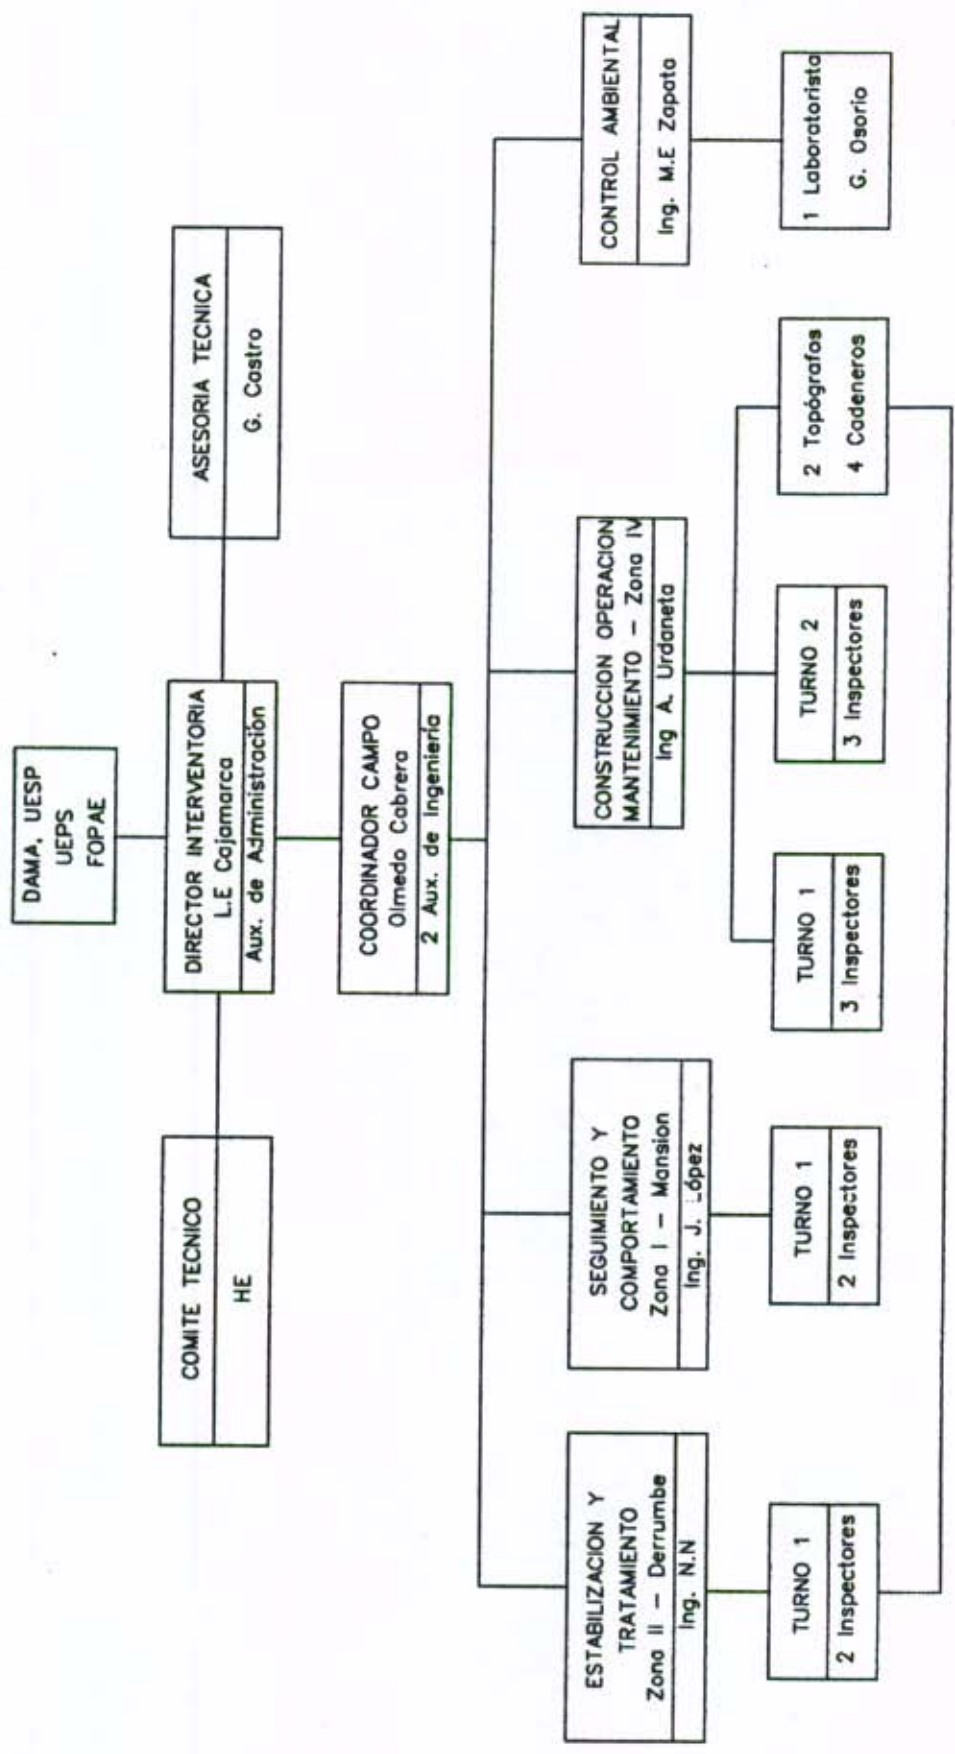 DAMA, UESP
UEPS
FOPAE
COMITE TECNICO
HE
DIRECTOR INTERVENTORIA
L.E Cajamarca
Aux. de Administración
ASESORIA TECNICA
G. Castro
COORDINADOR CAMPO
Olmedo Cabrera
2 Aux. de Ingeniería
ESTABILIZACION Y
TRATAMIENTO
Zona II – Derrumbe
Ing. N.N
SEGUIMIENTO Y
COMPORTAMIENTO
Zona I – Mansion
Ing. J. López
CONSTRUCCION OPERACION
MANTENIMIENTO – Zona IV
Ing A. Urdaneta
CONTROL AMBIENTAL
Ing. M.E Zapata
TURNO 1
2 Inspectores
TURNO 1
2 Inspectores
TURNO 1
3 Inspectores
TURNO 2
3 Inspectores
2 Topógrafos
4 Cadeneros
1 Laboratorista
G. Osorio